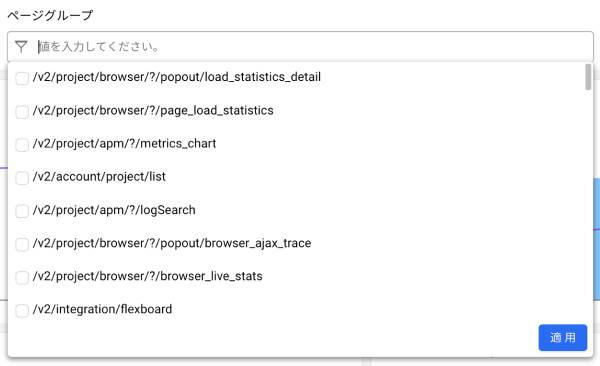 ページグループ
値を入力してください。
/v2/project/browser/?/popout/load_statistics_detail
/v2/project/browser/?/page_load_statistics
/v2/project/apm/?/metrics_chart
/v2/account/project/list
/v2/project/apm/?/logSearch
/v2/project/browser/?/popout/browser_ajax_trace
/v2/project/browser/?/browser_live_stats
/v2/integration/flexboard
適用